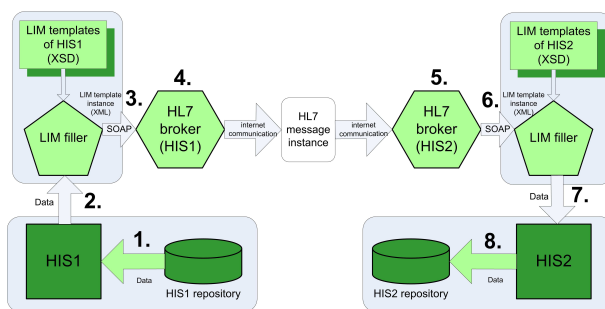 LIM templates
of HIS1
(XSD)
LIM template
instance
(XML)
3.
LIM filler
SOAP
4.
HL7
broker
(HIS1)
internet
communication
HL7
message
instance
internet
communication
5.
HL7
broker
(HIS2)
6.
SOAP
LIM templates
of HIS2
(XSD)
LIM template
instance
(XML)
LIM filler
Data
2.
HIS1
1.
Data
HIS1 repository
Data
7.
HIS2 repository
8.
Data
HIS2